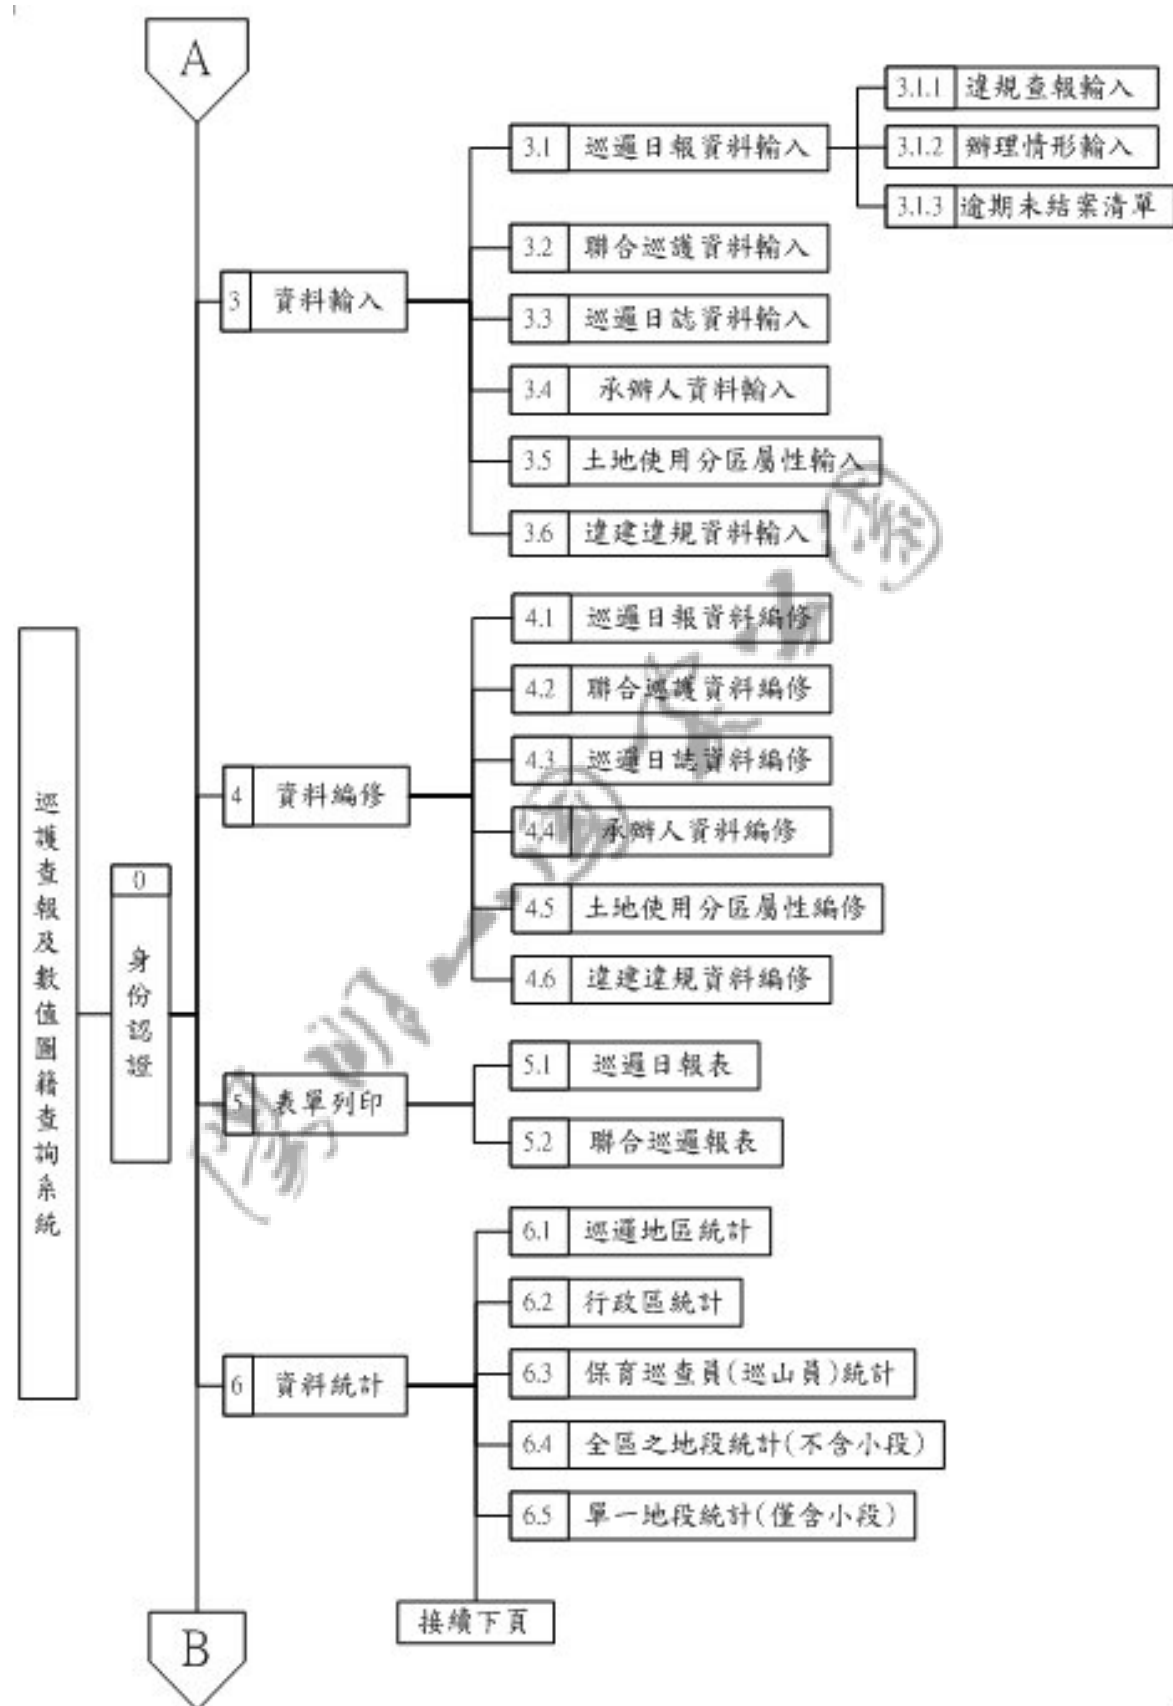 A
3.1.1 違規查報輸入
3.1 巡邏日報資料輸入
3.1.2 辦理情形輸入
3.1.3 逾期未結案清單
3.2 聯合巡護資料輸入
3 資料輸入
3.3 巡邏日誌資料輸入
3.4 承辦人資料輸入
3.5 土地使用分區屬性輸入
3.6 違建違規資料輸入
4.1 巡邏日報資料編修
4.2 聯合巡護資料編修
4.3 巡邏日誌資料編修
4 資料編修
4.4 承辦人資料編修
4.5 土地使用分區屬性編修
4.6 違建違規資料編修
巡護查報及數值圖籍查詢系統
0 身份認證
5.1 巡邏日報表
5 表單列印
5.2 聯合巡邏報表
6.1 巡邏地區統計
6.2 行政區統計
6.3 保育巡查員(巡山員)統計
6 資料統計
6.4 全區之地段統計(不含小段)
6.5 單一地段統計(僅含小段)
接續下頁
B
陽明山國家公園